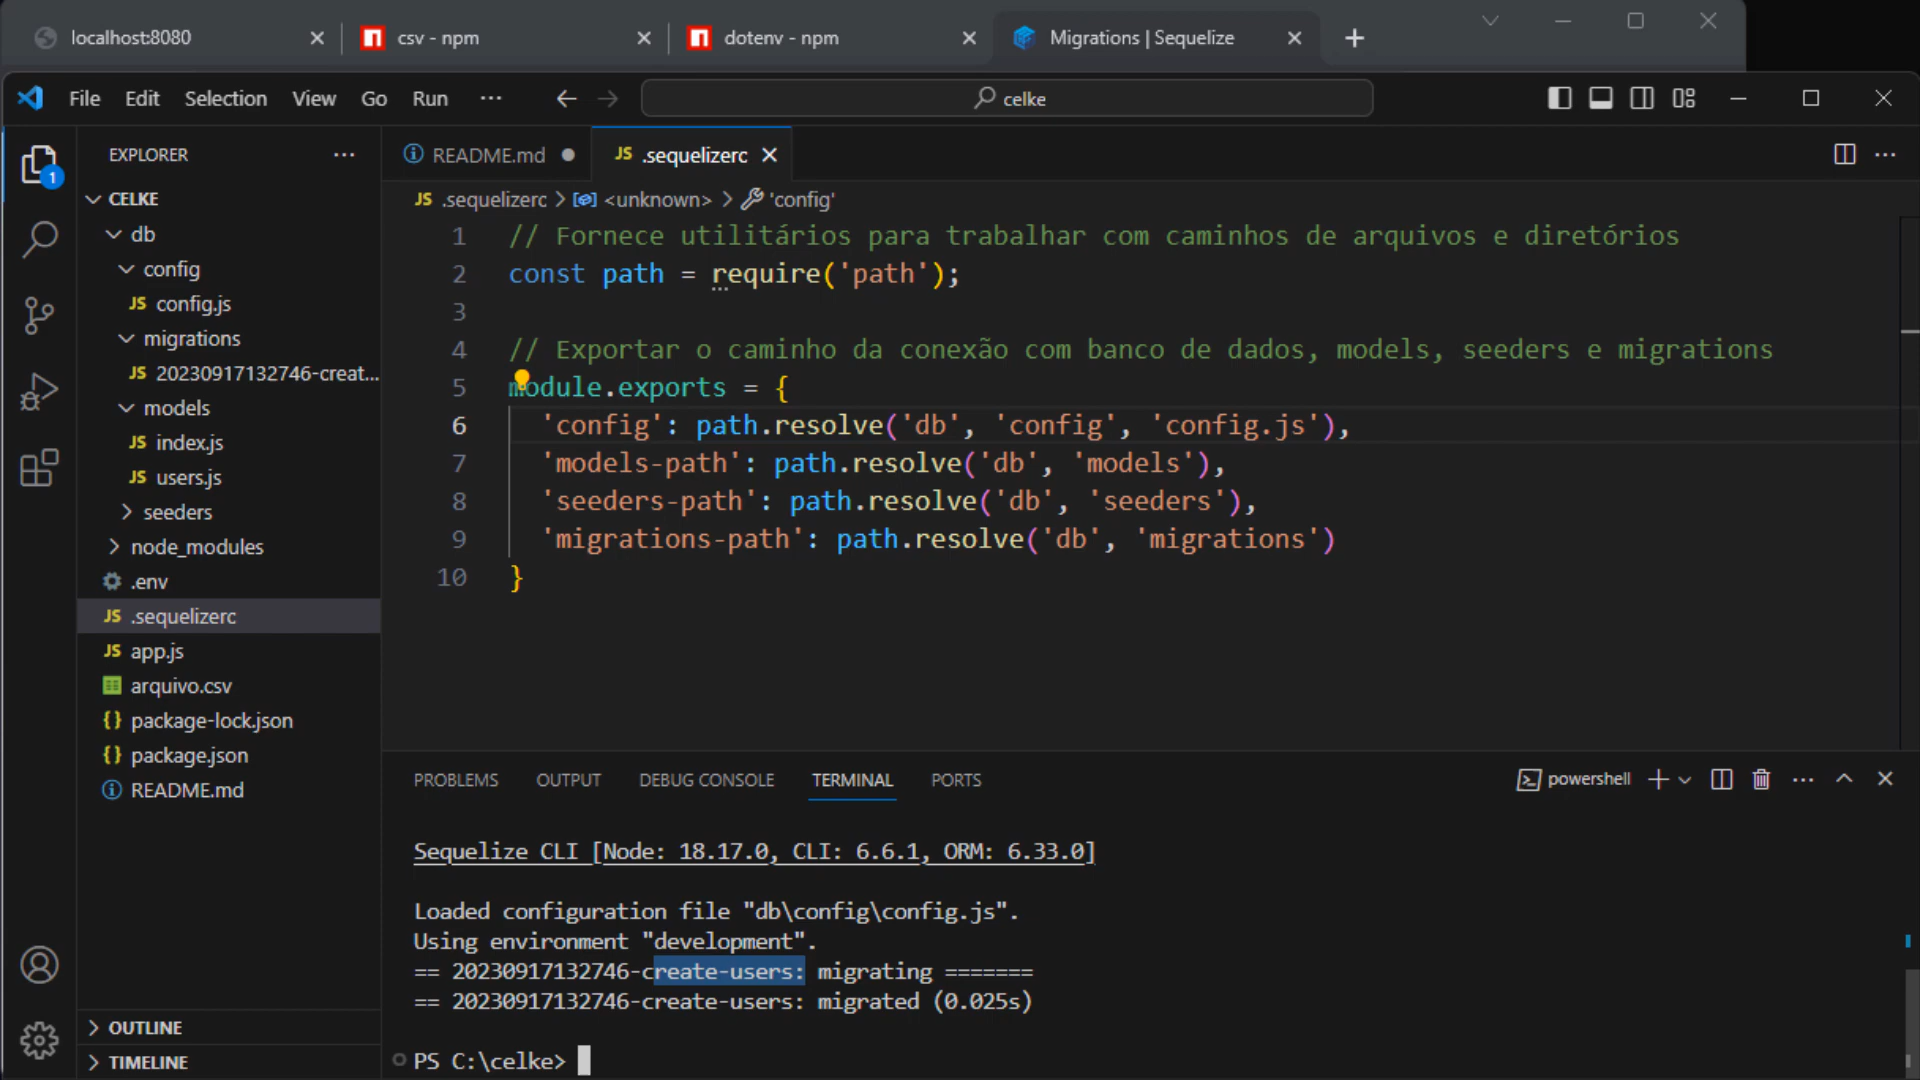 localhost:8080
csv - npm
dotenv - npm
Migrations | Sequelize
File Edit Selection View Go Run ···
celke
EXPLORER
README.md
.sequelizerc
1
CELKE
db
config
config.js
migrations
20230917132746-creat...
models
index.js
users.js
seeders
node_modules
.env
.sequelizerc
app.js
arquivo.csv
package-lock.json
package.json
README.md
OUTLINE
TIMELINE
.sequelizerc > <unknown> > 'config'
1 // Fornece utilitários para trabalhar com caminhos de arquivos e diretórios
2 const path = require('path');
3
4 // Exportar o caminho da conexão com banco de dados, models, seeders e migrations
5 module.exports = {
6 'config': path.resolve('db', 'config', 'config.js'),
7 'models-path': path.resolve('db', 'models'),
8 'seeders-path': path.resolve('db', 'seeders'),
9 'migrations-path': path.resolve('db', 'migrations')
10 }
PROBLEMS OUTPUT DEBUG CONSOLE TERMINAL PORTS
powershell
Sequelize CLI [Node: 18.17.0, CLI: 6.6.1, ORM: 6.33.0]
Loaded configuration file "db\config\config.js".
Using environment "development".
== 20230917132746-create-users: migrating =======
== 20230917132746-create-users: migrated (0.025s)
PS C:\celke>